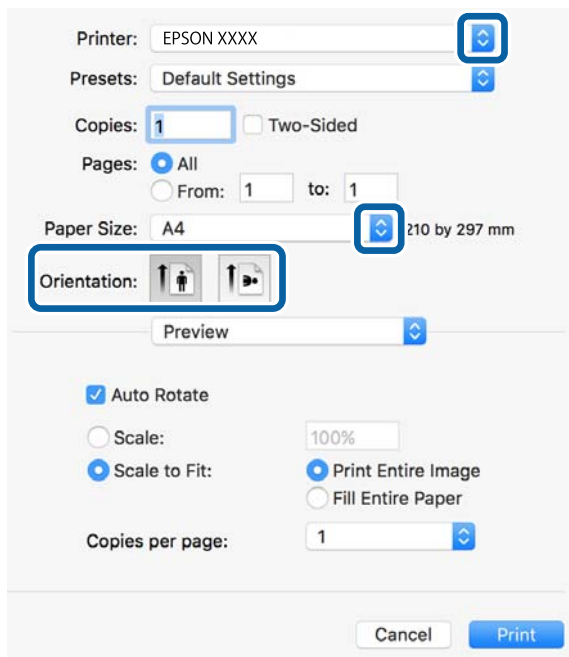 Printer: EPSON XXXX
Presets: Default Settings
Copies: 1 Two-Sided
Pages: All
From: 1 to: 1
Paper Size: A4 210 by 297 mm
Orientation:
Preview
Auto Rotate
Scale: 100%
Scale to Fit: Print Entire Image
Fill Entire Paper
Copies per page: 1
Cancel Print